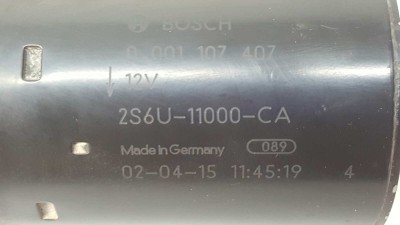 BOSCH
0 001 107 407
12V
2S6U-11000-CA
Made in Germany 089
02-04-15 11:45:19 4